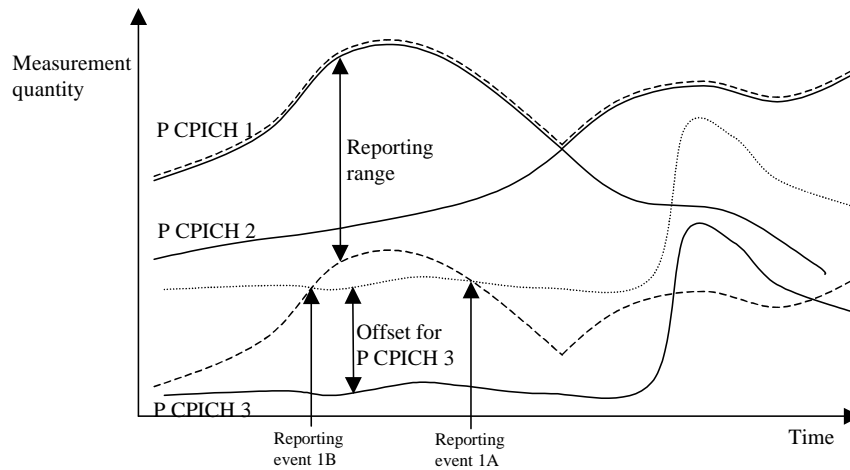 Measurement
quantity
P CPICH 1
Reporting
range
P CPICH 2
Offset for
P CPICH 3
P CPICH 3
Time
Reporting
event 1B
Reporting
event 1A